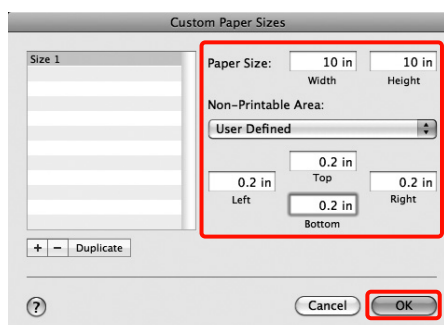 Custom Paper Sizes
Size 1
Paper Size: 10 in 10 in
Width Height
Non-Printable Area:
User Defined
0.2 in
Top
0.2 in 0.2 in
Left Right
0.2 in
Bottom
+ − Duplicate
? Cancel OK